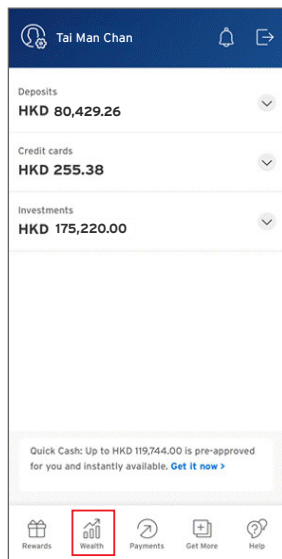 Tai Man Chan
Deposits
HKD 80,429.26
Credit cards
HKD 255.38
Investments
HKD 175,220.00
Quick Cash: Up to HKD 119,744.00 is pre-approved
for you and instantly available. Get it now >
Rewards Wealth Payments Get More Help